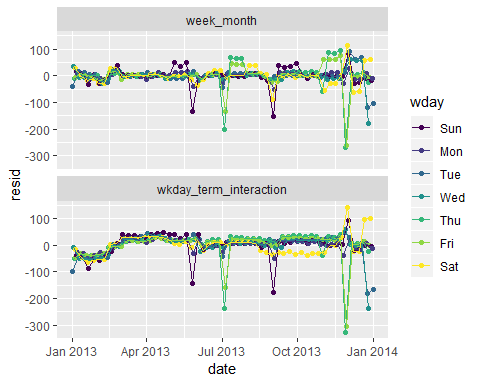 week_month
100
0
-100
-200
-300
wkday_term_interaction
100
0
-100
-200
-300
resid
Jan 2013
Apr 2013
Jul 2013
Oct 2013
Jan 2014
date
wday
Sun
Mon
Tue
Wed
Thu
Fri
Sat